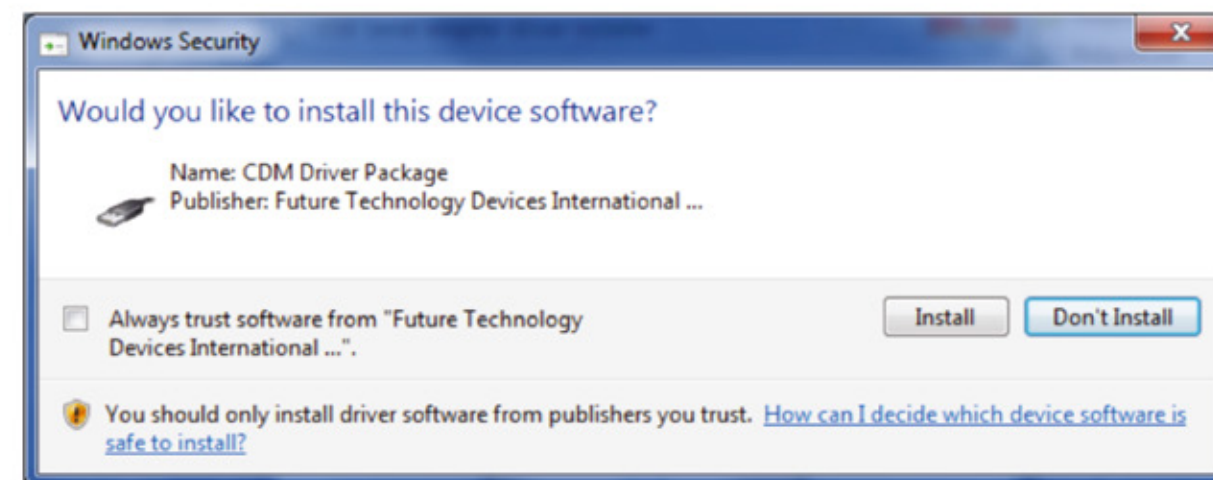 Windows Security
Would you like to install this device software?
Name: CDM Driver Package
Publisher: Future Technology Devices International ...
Always trust software from "Future Technology
Devices International ...".
Install
Don't Install
You should only install driver software from publishers you trust. How can I decide which device software is
safe to install?